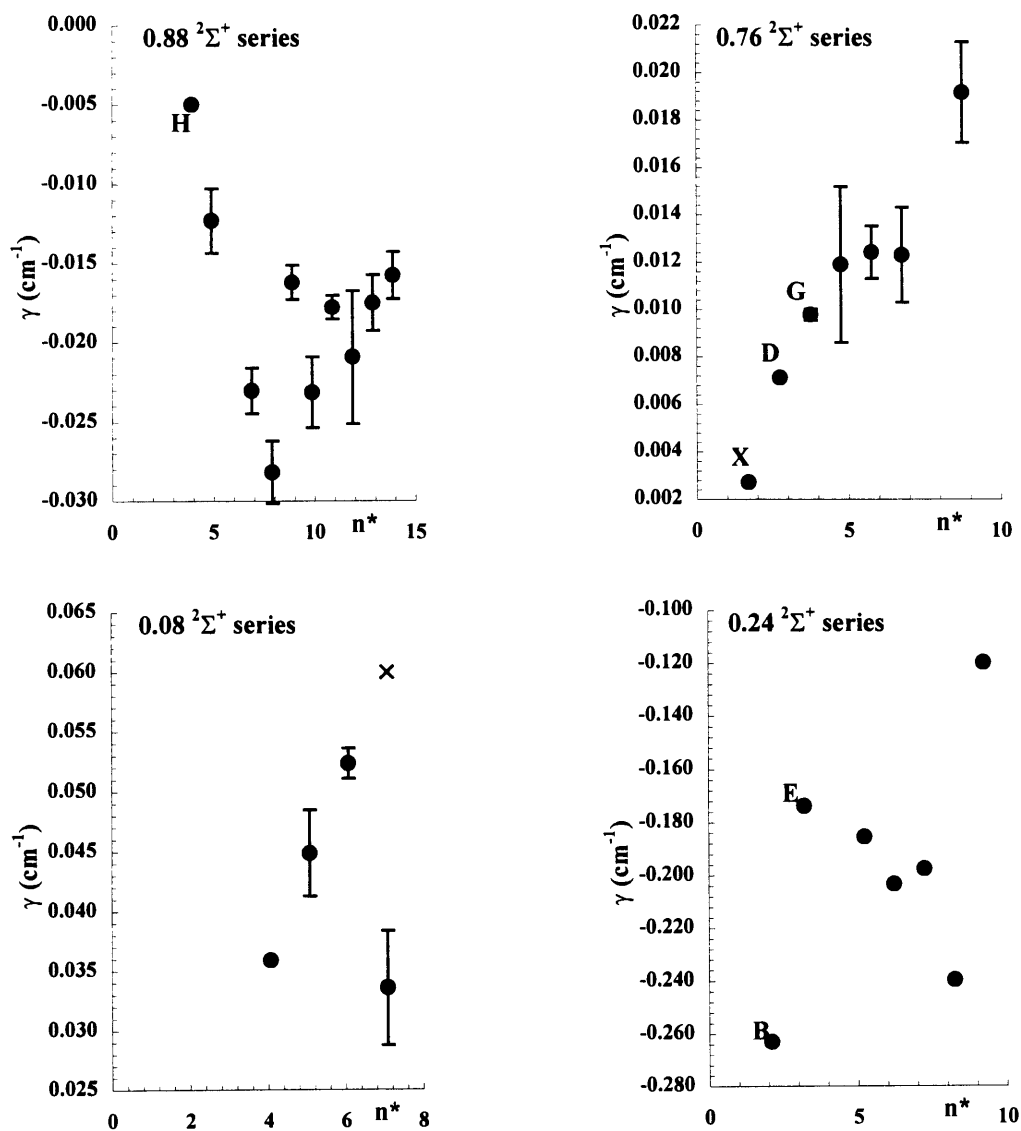 0.88 ²Σ⁺ series
0.000
-0.005
-0.010
-0.015
-0.020
-0.025
-0.030
γ (cm⁻¹)
H
0 5 10 n* 15
0.76 ²Σ⁺ series
0.022
0.020
0.018
0.016
0.014
0.012
0.010
0.008
0.006
0.004
0.002
γ (cm⁻¹)
G
D
X
0 5 n* 10
0.08 ²Σ⁺ series
0.065
0.060
0.055
0.050
0.045
0.040
0.035
0.030
0.025
γ (cm⁻¹)
0 2 4 6 n* 8
0.24 ²Σ⁺ series
-0.100
-0.120
-0.140
-0.160
-0.180
-0.200
-0.220
-0.240
-0.260
-0.280
γ (cm⁻¹)
E
B
0 5 n* 10